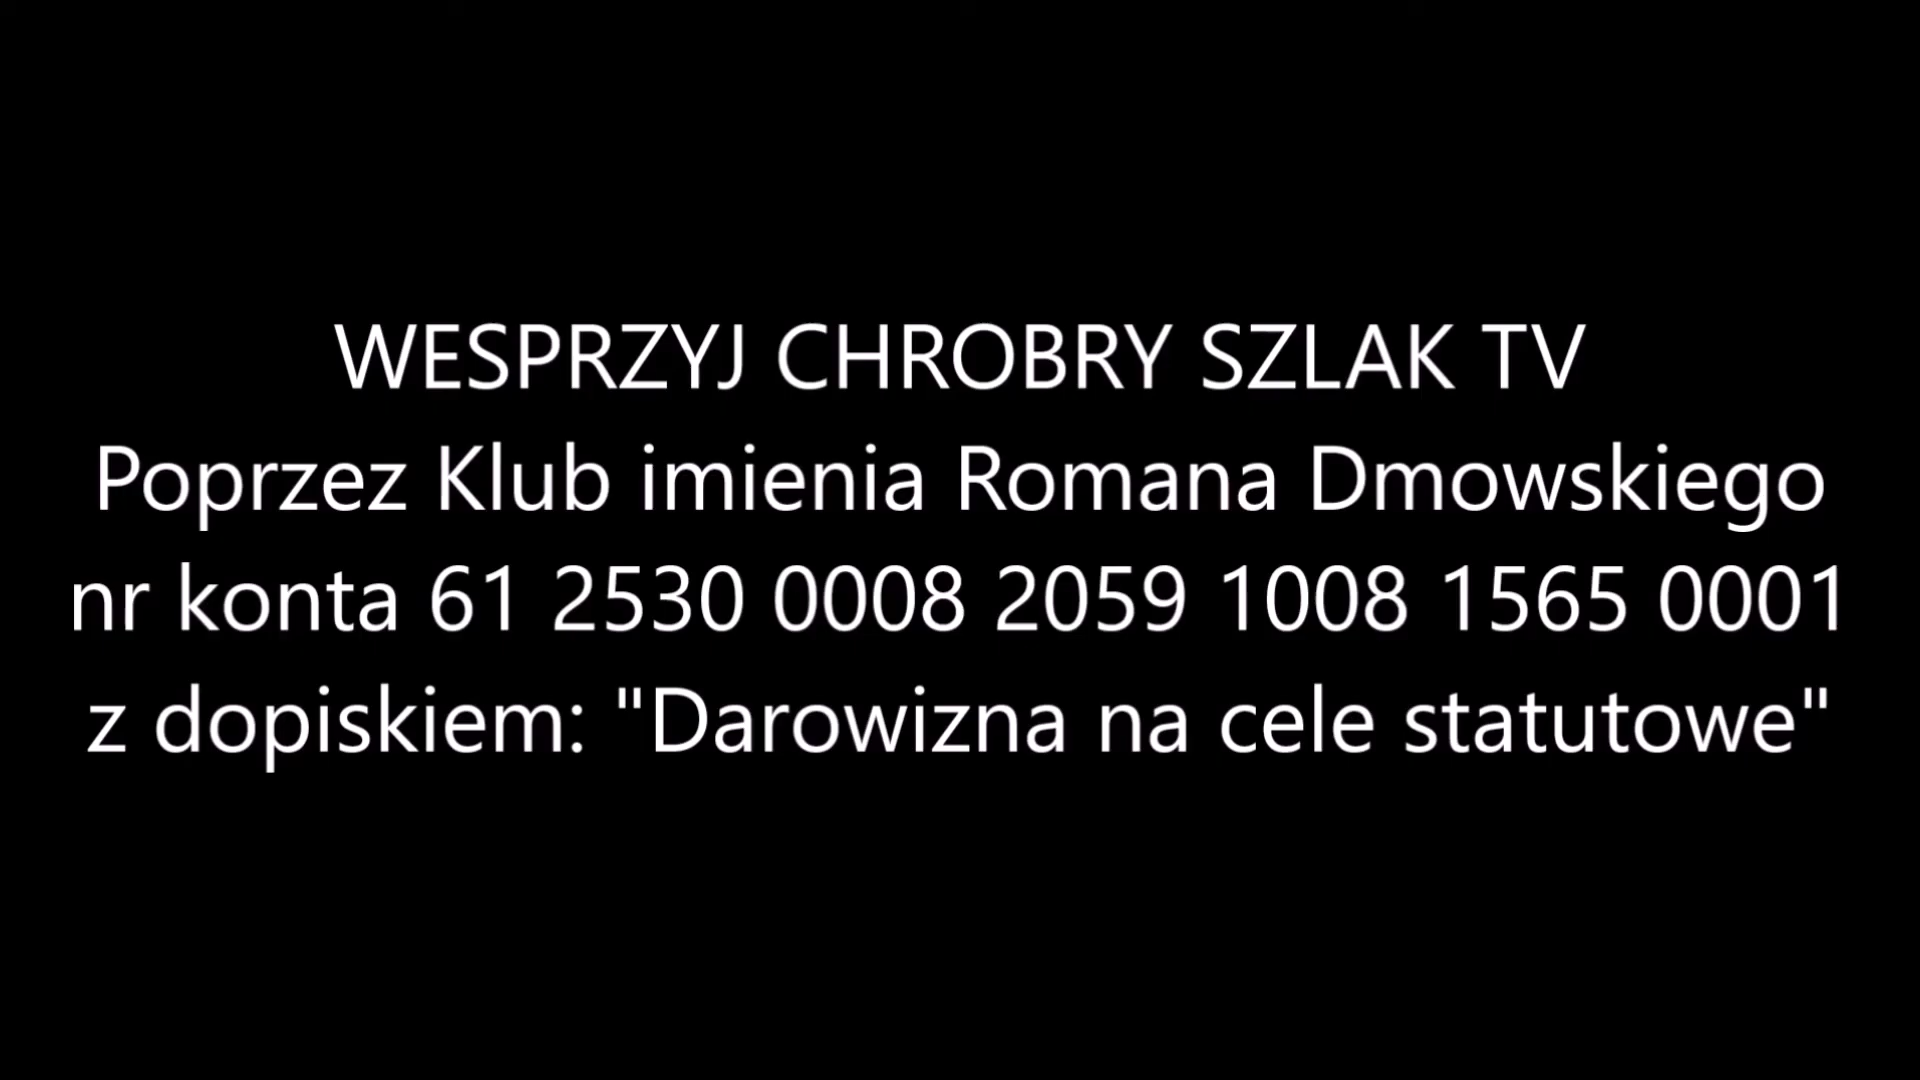 WESPRZYJ CHROBRY SZLAK TV
Poprzez Klub imienia Romana Dmowskiego
nr konta 61 2530 0008 2059 1008 1565 0001
z dopiskiem: "Darowizna na cele statutowe"